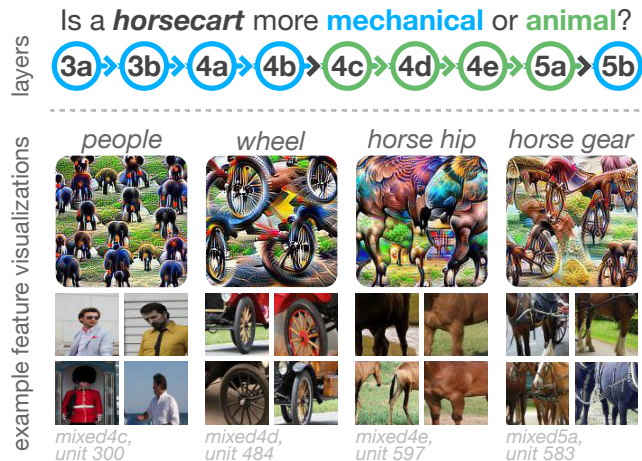 Is a horsecart more mechanical or animal?
layers
3a 3b 4a 4b 4c 4d 4e 5a 5b
example feature visualizations
people wheel horse hip horse gear
mixed4c, mixed4d, mixed4e, mixed5a,
unit 300 unit 484 unit 597 unit 583